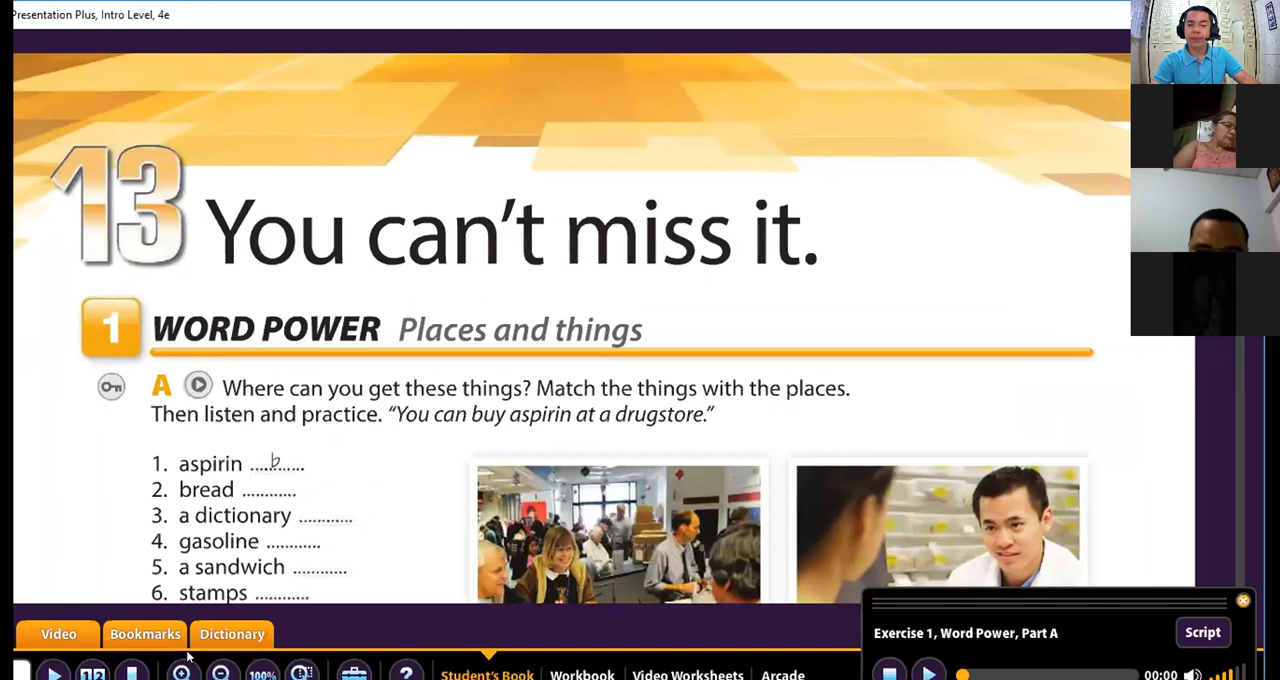 Presentation Plus, Intro Level, 4e
13 You can't miss it.
1 WORD POWER Places and things
A Where can you get these things? Match the things with the places.
Then listen and practice. "You can buy aspirin at a drugstore."
1. aspirin ....b......
2. bread ............
3. a dictionary ............
4. gasoline ............
5. a sandwich ............
6. stamps ............
Video Bookmarks Dictionary
Exercise 1, Word Power, Part A Script
1 2 100% ? Student's Book Workbook Video Worksheets Arcade 00:00